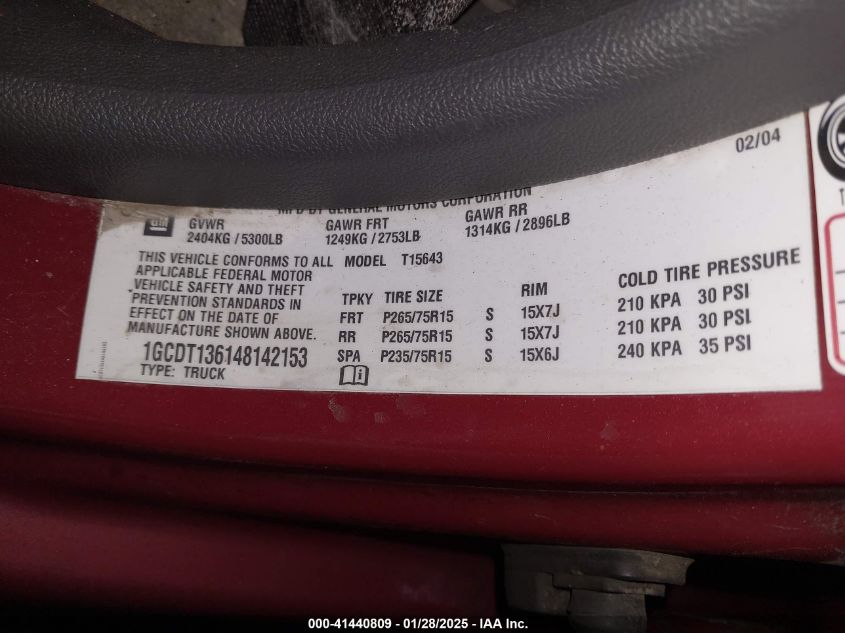 02/04
MFD BY GENERAL MOTORS CORPORATION
GM
GVWR GAWR FRT GAWR RR
2404KG / 5300LB 1249KG / 2753LB 1314KG / 2896LB
THIS VEHICLE CONFORMS TO ALL
APPLICABLE FEDERAL MOTOR
VEHICLE SAFETY AND THEFT
PREVENTION STANDARDS IN
EFFECT ON THE DATE OF
MANUFACTURE SHOWN ABOVE.
1GCDT136148142153
TYPE: TRUCK
MODEL T15643
TPKY TIRE SIZE RIM COLD TIRE PRESSURE
FRT P265/75R15 S 15X7J 210 KPA 30 PSI
RR P265/75R15 S 15X7J 210 KPA 30 PSI
SPA P235/75R15 S 15X6J 240 KPA 35 PSI
000-41440809 - 01/28/2025 - IAA Inc.